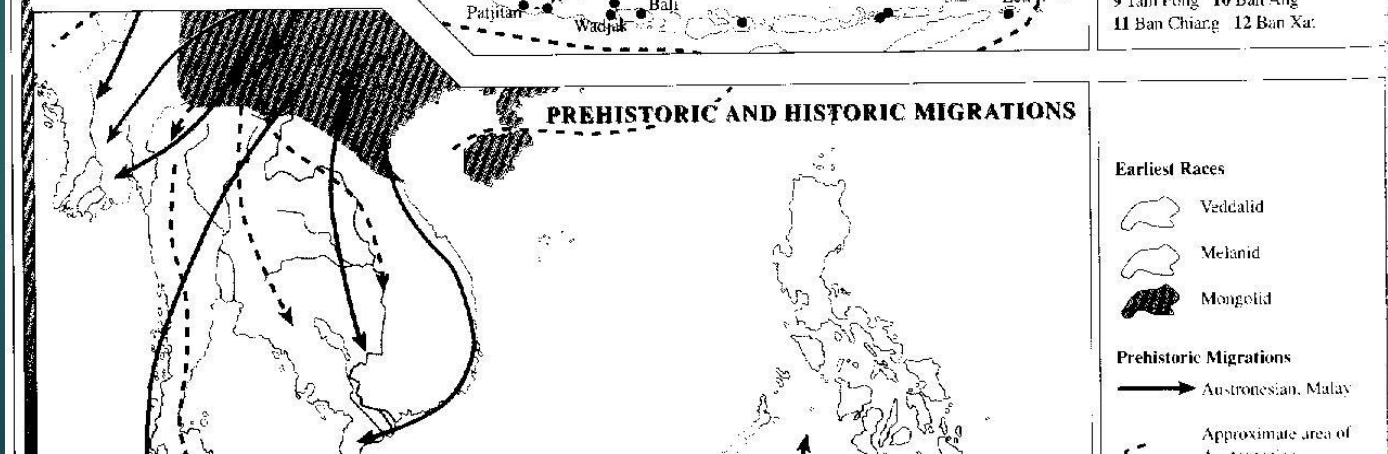 Patjitan
Wadjak
Bali
9 Tam Pong 10 Ban Ang
11 Ban Chiang 12 Ban Xai
PREHISTORIC AND HISTORIC MIGRATIONS
Earliest Races
Veddalid
Melanid
Mongolid
Prehistoric Migrations
Austronesian, Malay
Approximate area of